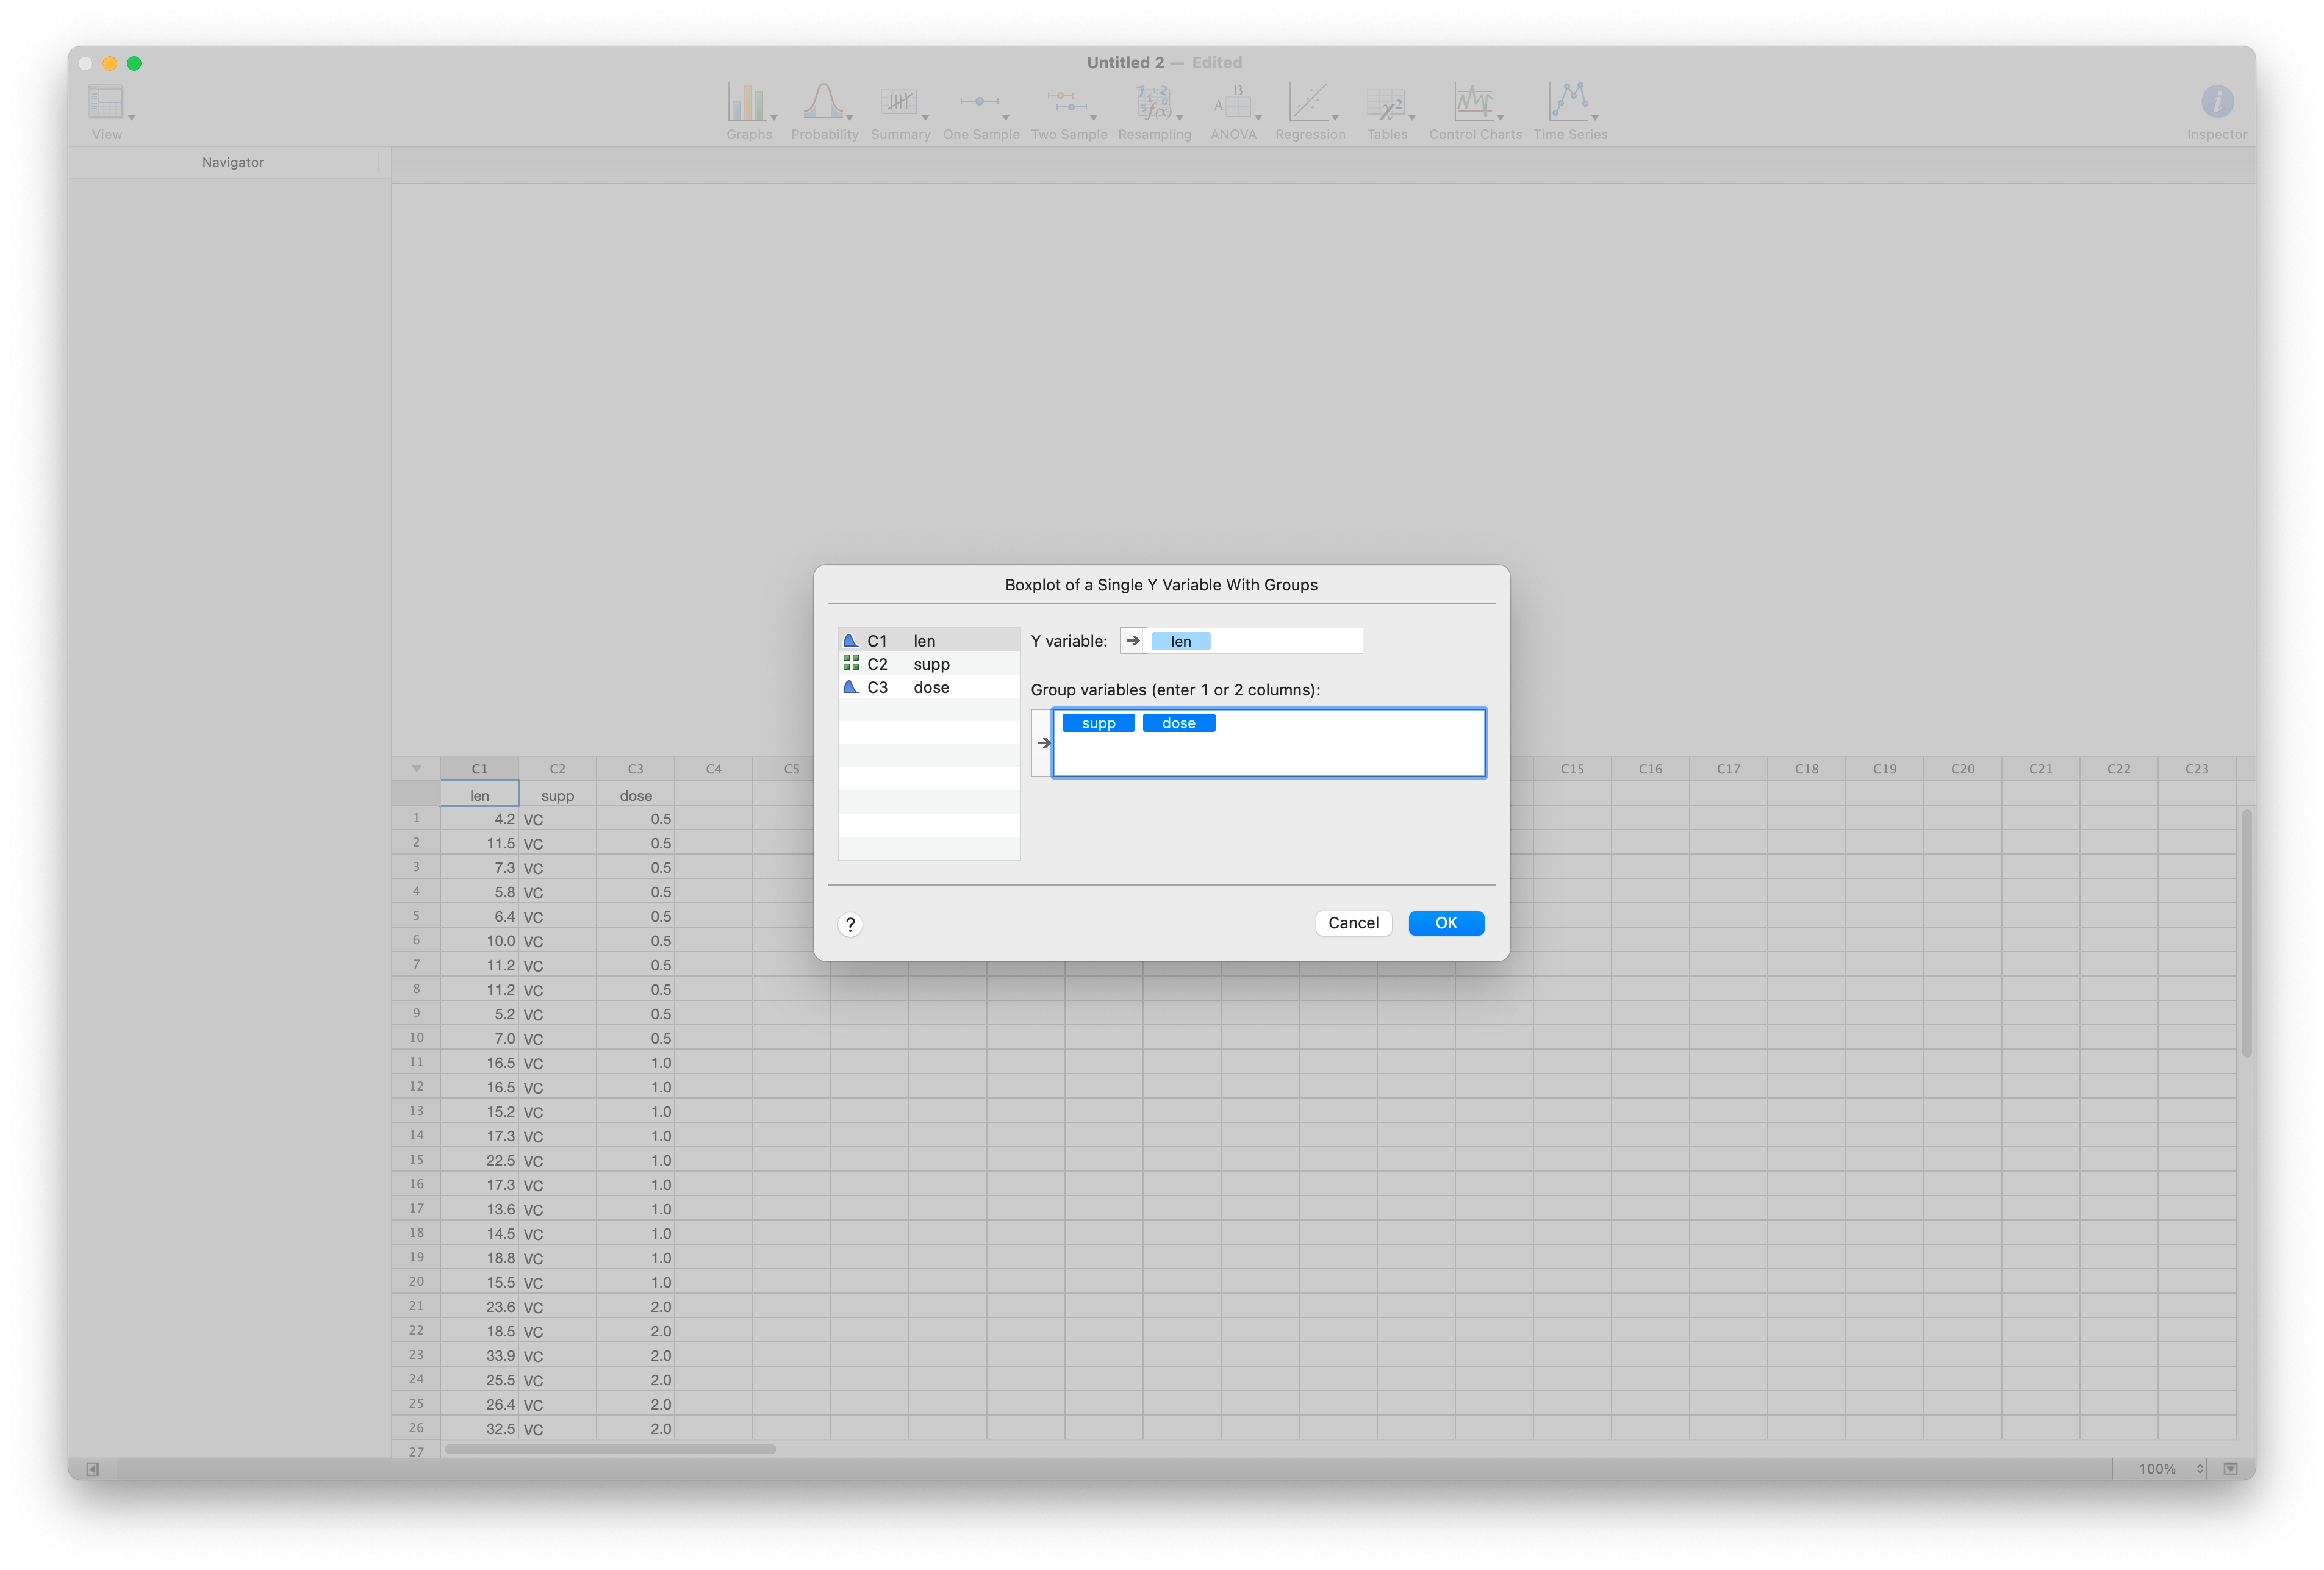 Untitled 2 — Edited
View
Graphs Probability Summary One Sample Two Sample Resampling ANOVA Regression Tables Control Charts Time Series
Inspector
Navigator
Boxplot of a Single Y Variable With Groups
C1 len
C2 supp
C3 dose
Y variable: len
Group variables (enter 1 or 2 columns):
supp dose
? Cancel OK
C1 C2 C3 C4 C5 C15 C16 C17 C18 C19 C20 C21 C22 C23
len supp dose
1 4.2 VC 0.5
2 11.5 VC 0.5
3 7.3 VC 0.5
4 5.8 VC 0.5
5 6.4 VC 0.5
6 10.0 VC 0.5
7 11.2 VC 0.5
8 11.2 VC 0.5
9 5.2 VC 0.5
10 7.0 VC 0.5
11 16.5 VC 1.0
12 16.5 VC 1.0
13 15.2 VC 1.0
14 17.3 VC 1.0
15 22.5 VC 1.0
16 17.3 VC 1.0
17 13.6 VC 1.0
18 14.5 VC 1.0
19 18.8 VC 1.0
20 15.5 VC 1.0
21 23.6 VC 2.0
22 18.5 VC 2.0
23 33.9 VC 2.0
24 25.5 VC 2.0
25 26.4 VC 2.0
26 32.5 VC 2.0
27
100%